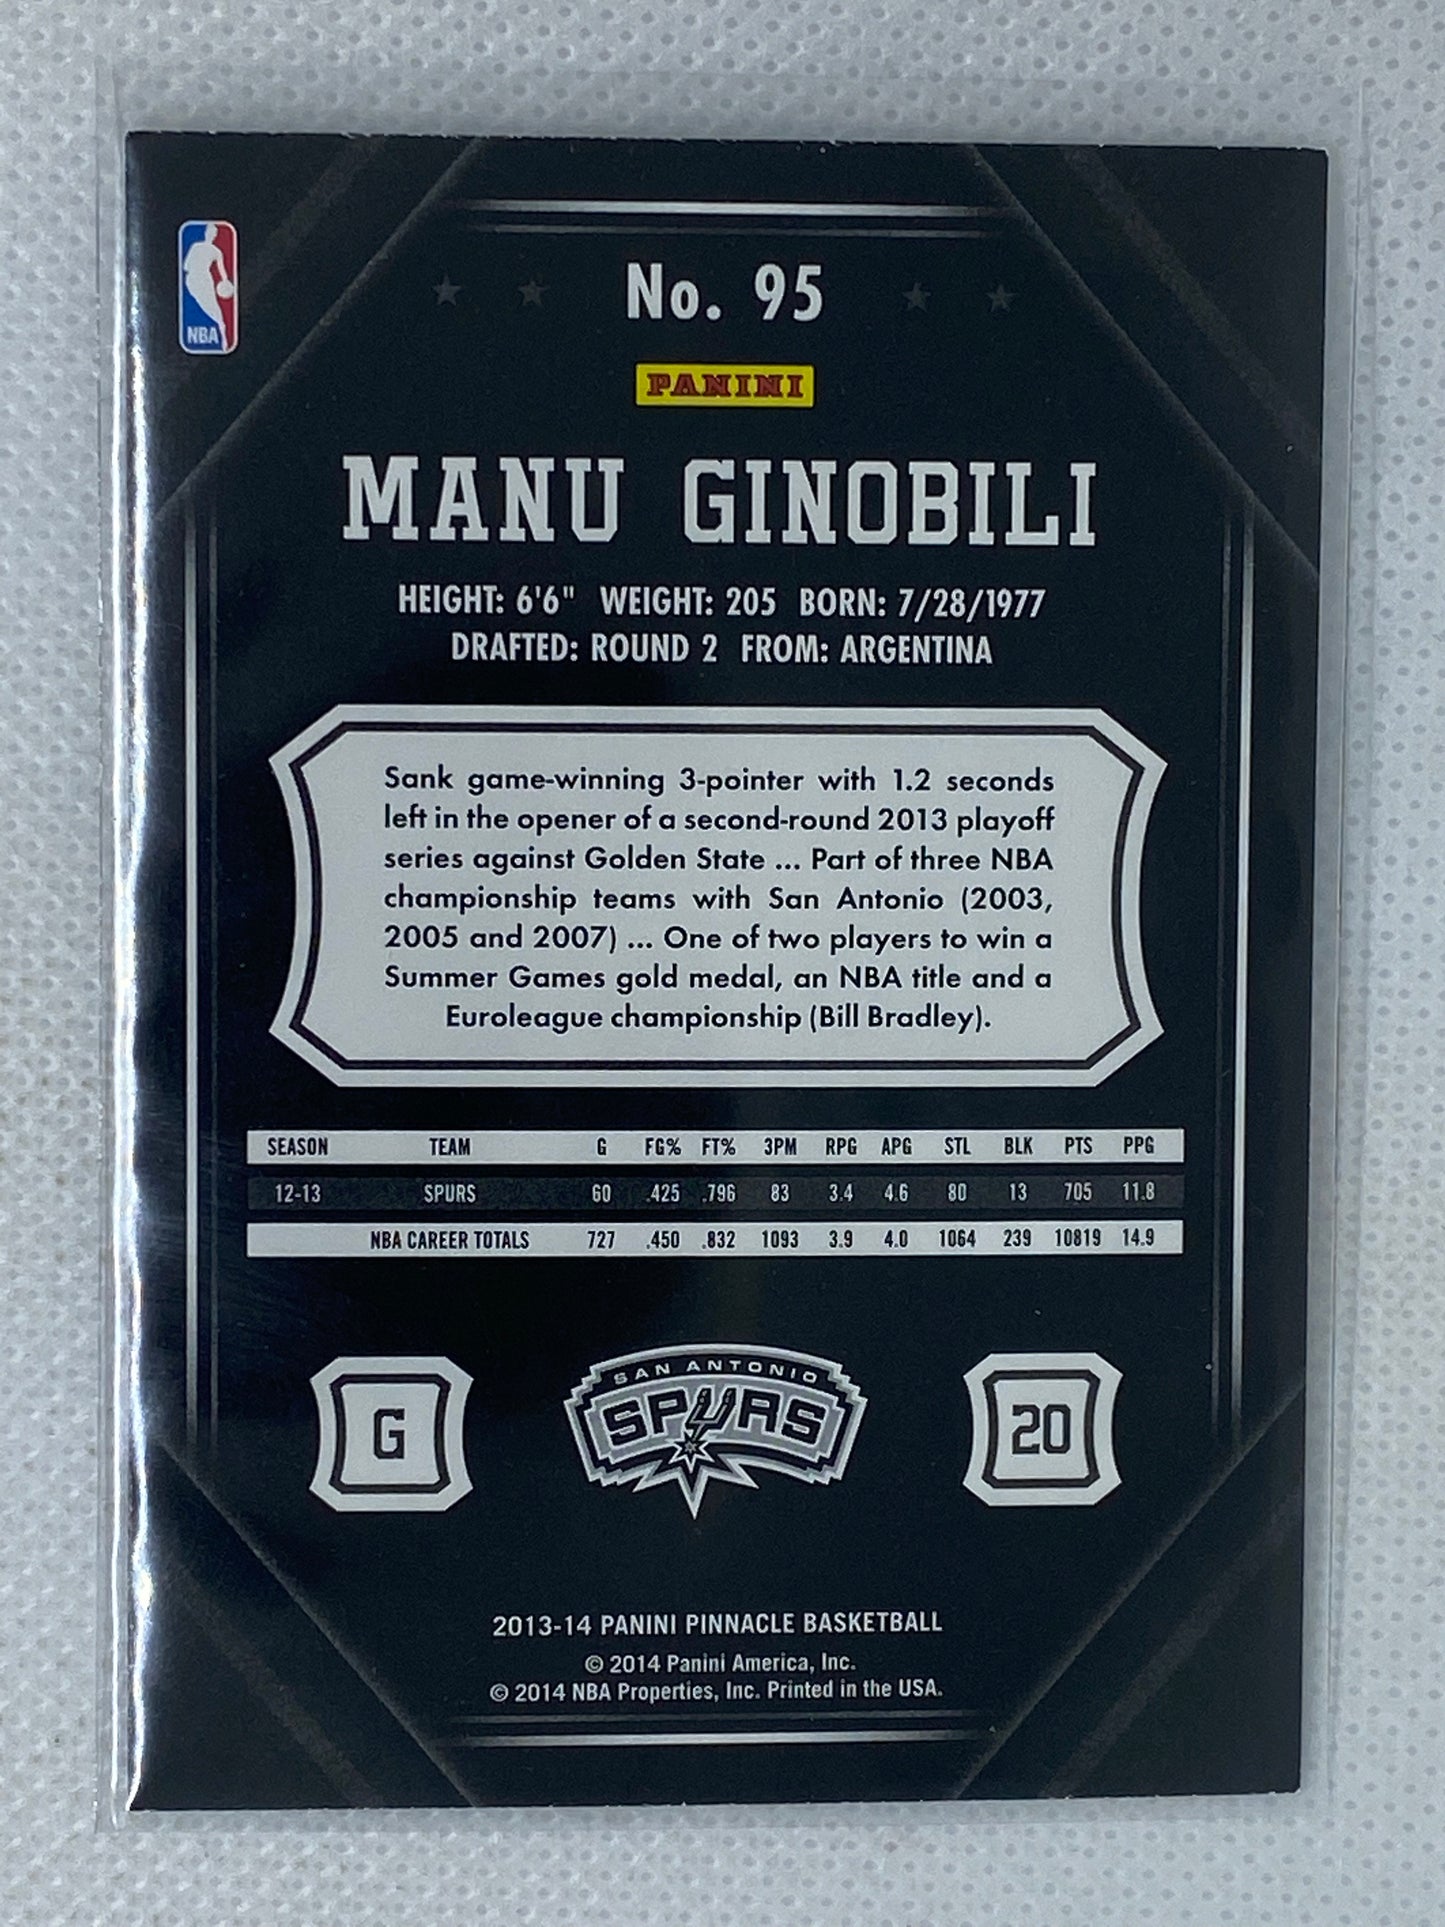 NBA
No. 95
PANINI
MANU GINOBILI
HEIGHT: 6'6" WEIGHT: 205 BORN: 7/28/1977
DRAFTED: ROUND 2 FROM: ARGENTINA
Sank game-winning 3-pointer with 1.2 seconds
left in the opener of a second-round 2013 playoff
series against Golden State ... Part of three NBA
championship teams with San Antonio (2003,
2005 and 2007) ... One of two players to win a
Summer Games gold medal, an NBA title and a
Euroleague championship (Bill Bradley).
SEASON TEAM G FG% FT% 3PM RPG APG STL BLK PTS PPG
12-13 SPURS 60 .425 .796 83 3.4 4.6 80 13 705 11.8
NBA CAREER TOTALS 727 .450 .832 1093 3.9 4.0 1064 239 10819 14.9
SAN ANTONIO
G SPURS 20
2013-14 PANINI PINNACLE BASKETBALL
© 2014 Panini America, Inc.
© 2014 NBA Properties, Inc. Printed in the USA.